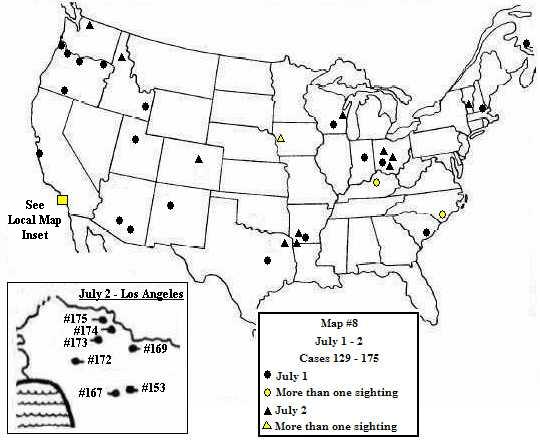 See
Local Map
Inset
July 2 - Los Angeles
#175
#174
#173
#169
#172
#167
#153
Map #8
July 1 - 2
Cases 129 - 175
July 1
More than one sighting
July 2
More than one sighting